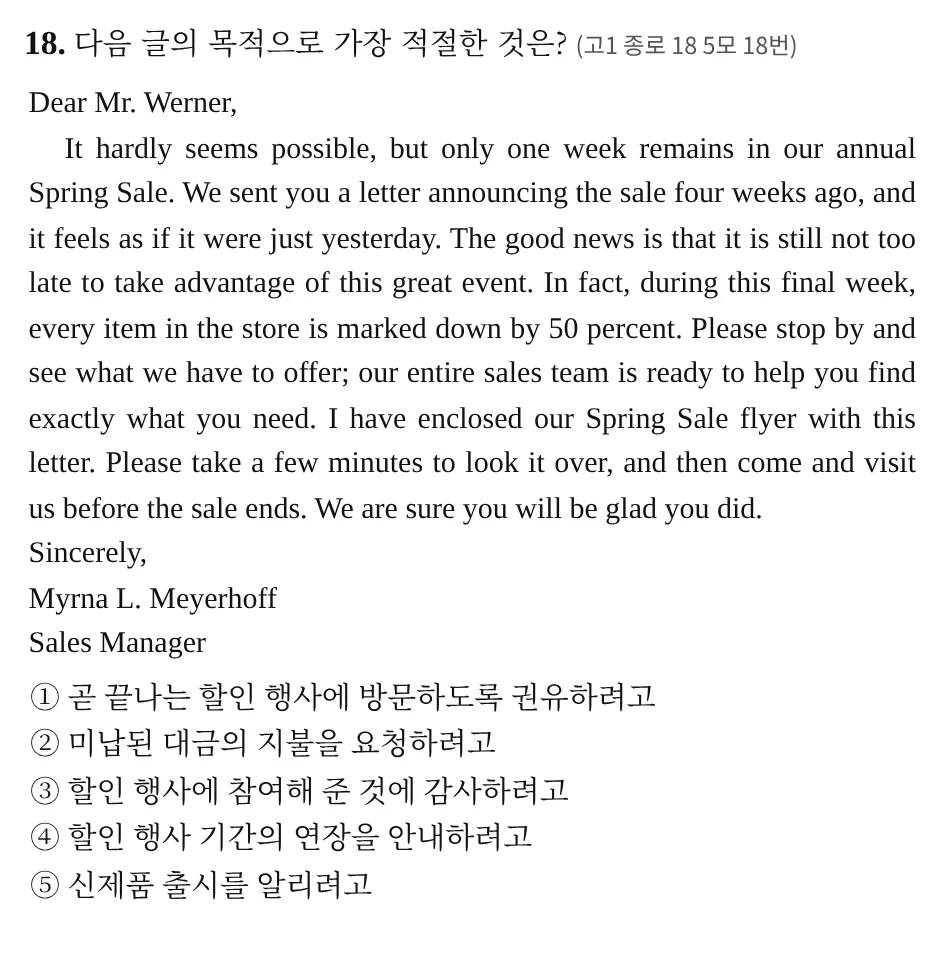 18. 다음 글의 목적으로 가장 적절한 것은? (고1 종로 18 5모 18번)
Dear Mr. Werner,
It hardly seems possible, but only one week remains in our annual
Spring Sale. We sent you a letter announcing the sale four weeks ago, and
it feels as if it were just yesterday. The good news is that it is still not too
late to take advantage of this great event. In fact, during this final week,
every item in the store is marked down by 50 percent. Please stop by and
see what we have to offer; our entire sales team is ready to help you find
exactly what you need. I have enclosed our Spring Sale flyer with this
letter. Please take a few minutes to look it over, and then come and visit
us before the sale ends. We are sure you will be glad you did.
Sincerely,
Myrna L. Meyerhoff
Sales Manager
① 곧 끝나는 할인 행사에 방문하도록 권유하려고
② 미납된 대금의 지불을 요청하려고
③ 할인 행사에 참여해 준 것에 감사하려고
④ 할인 행사 기간의 연장을 안내하려고
⑤ 신제품 출시를 알리려고